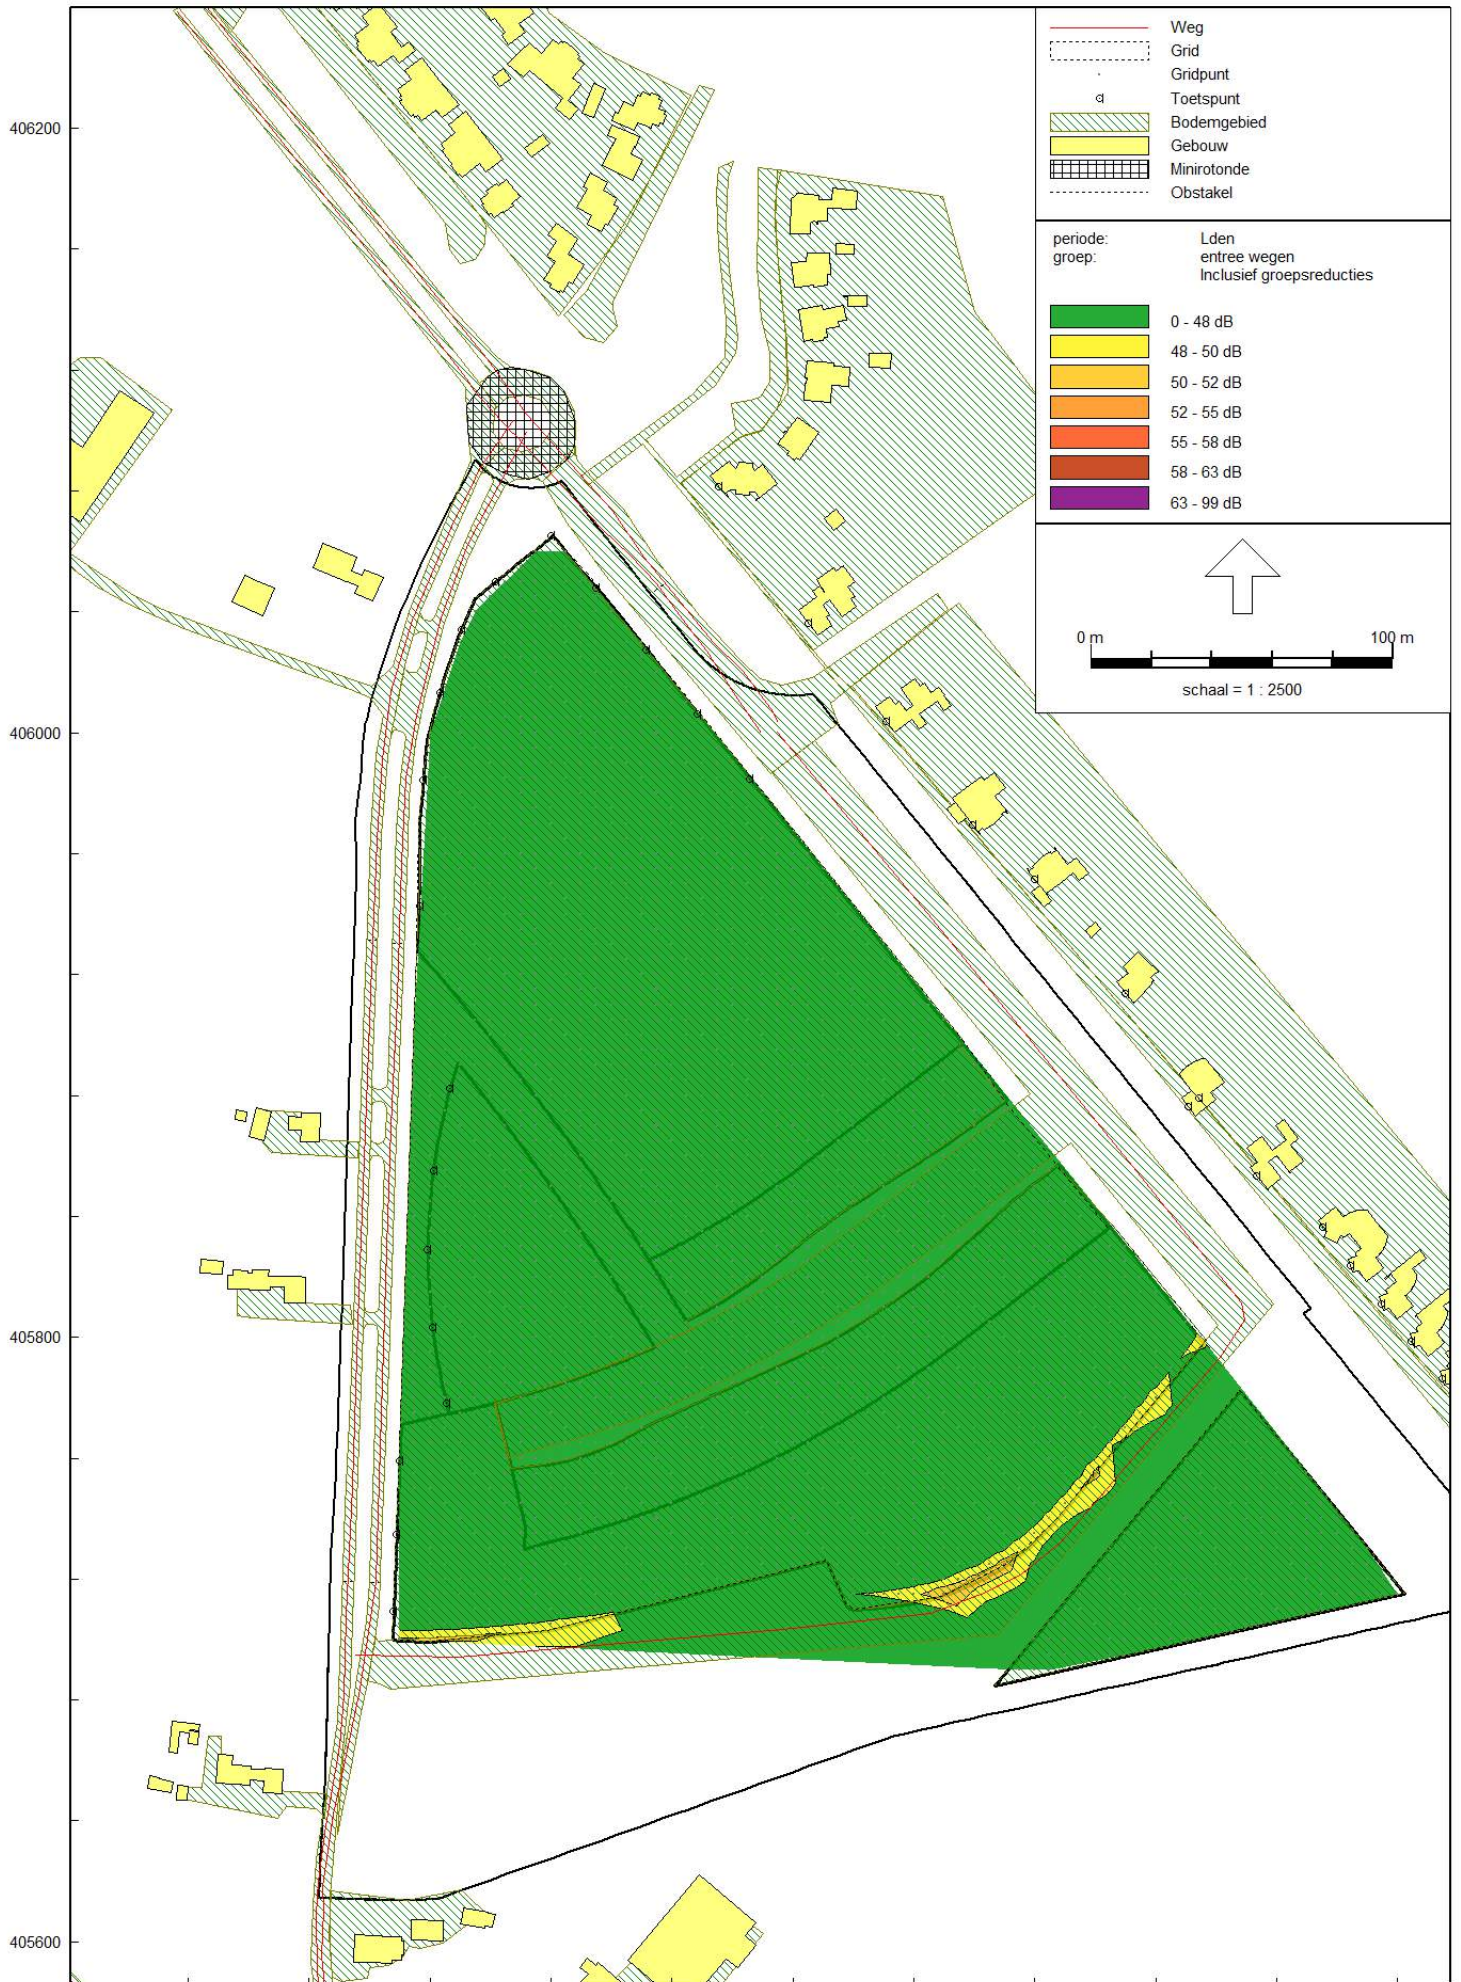 Weg
Grid
Gridpunt
Toetspunt
Bodemgebied
Gebouw
Minirotonde
Obstakel
periode: Lden
groep: entree wegen
Inclusief groepsreducties
0 - 48 dB
48 - 50 dB
50 - 52 dB
52 - 55 dB
55 - 58 dB
58 - 63 dB
63 - 99 dB
0 m 100 m
schaal = 1 : 2500
406200
406000
405800
405600